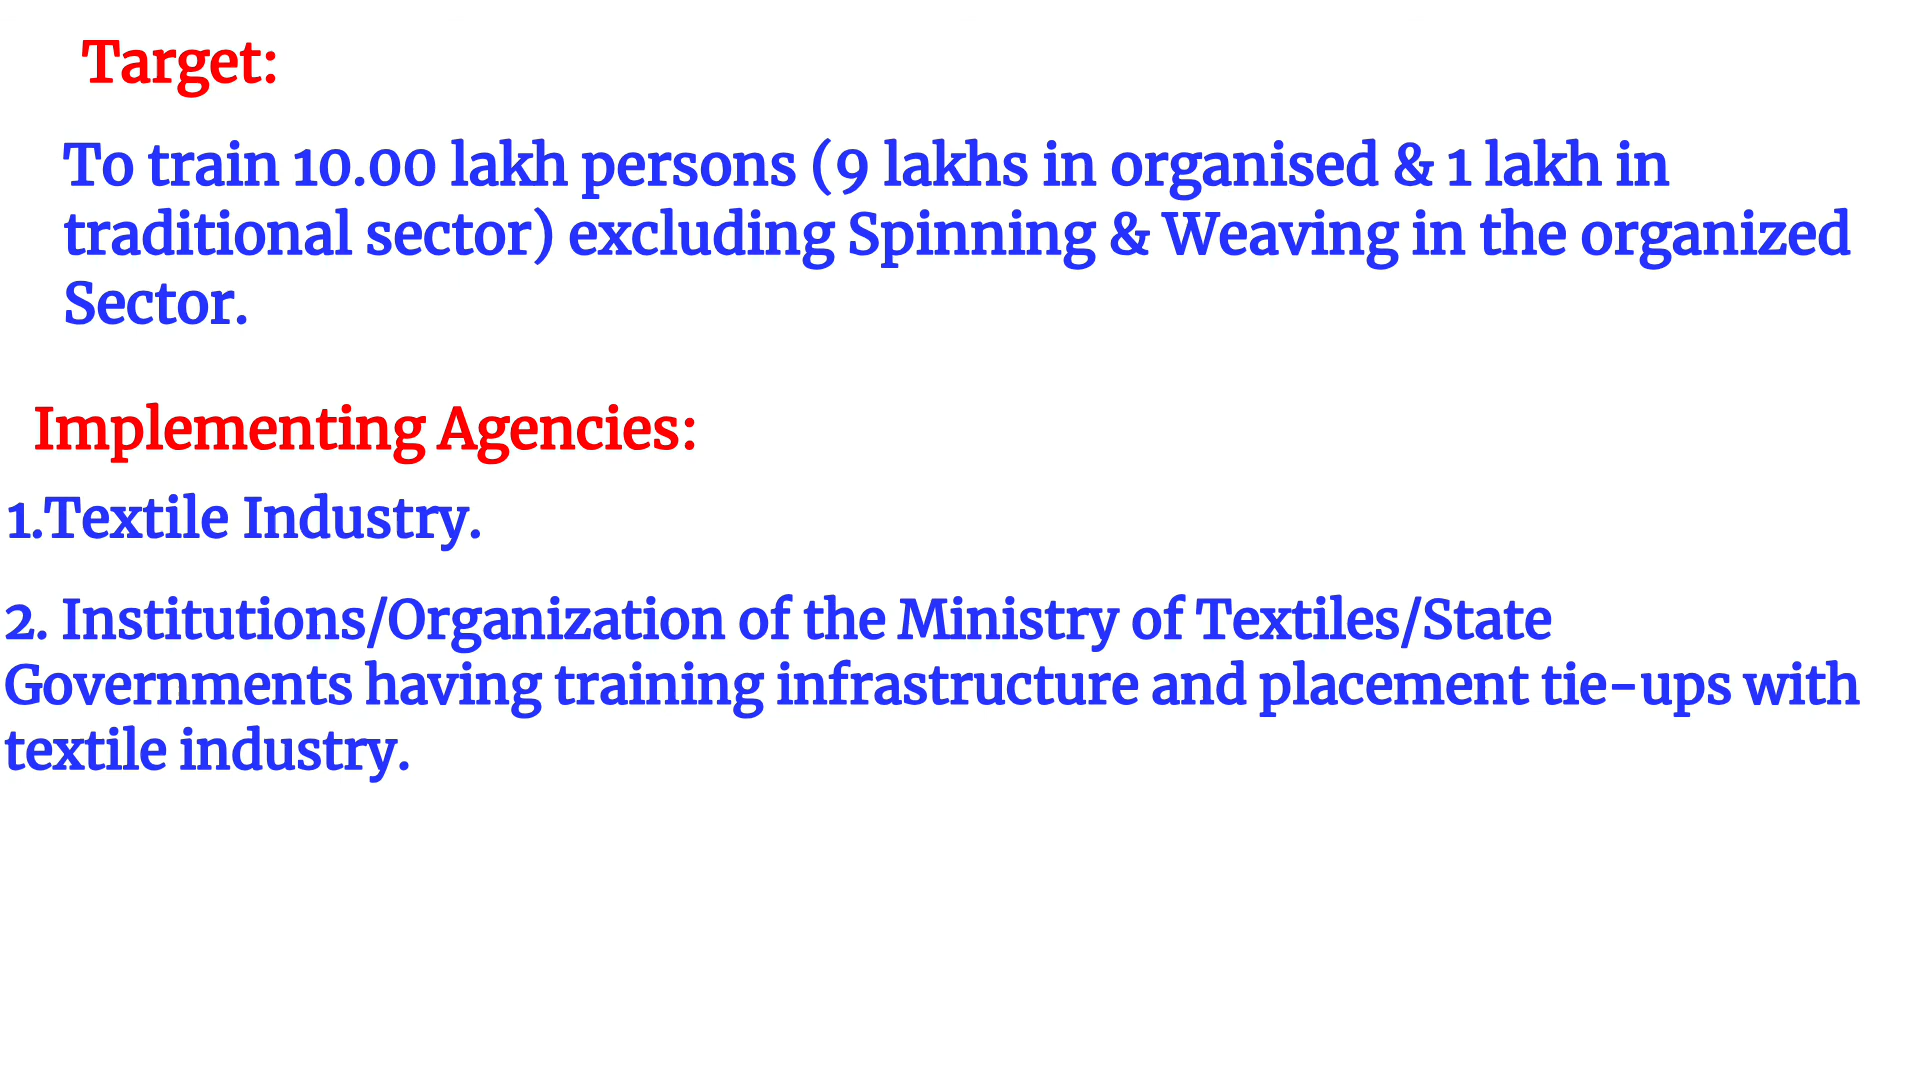 Target:
To train 10.00 lakh persons (9 lakhs in organised & 1 lakh in
traditional sector) excluding Spinning & Weaving in the organized
Sector.
Implementing Agencies:
1.Textile Industry.
2. Institutions/Organization of the Ministry of Textiles/State
Governments having training infrastructure and placement tie-ups with
textile industry.